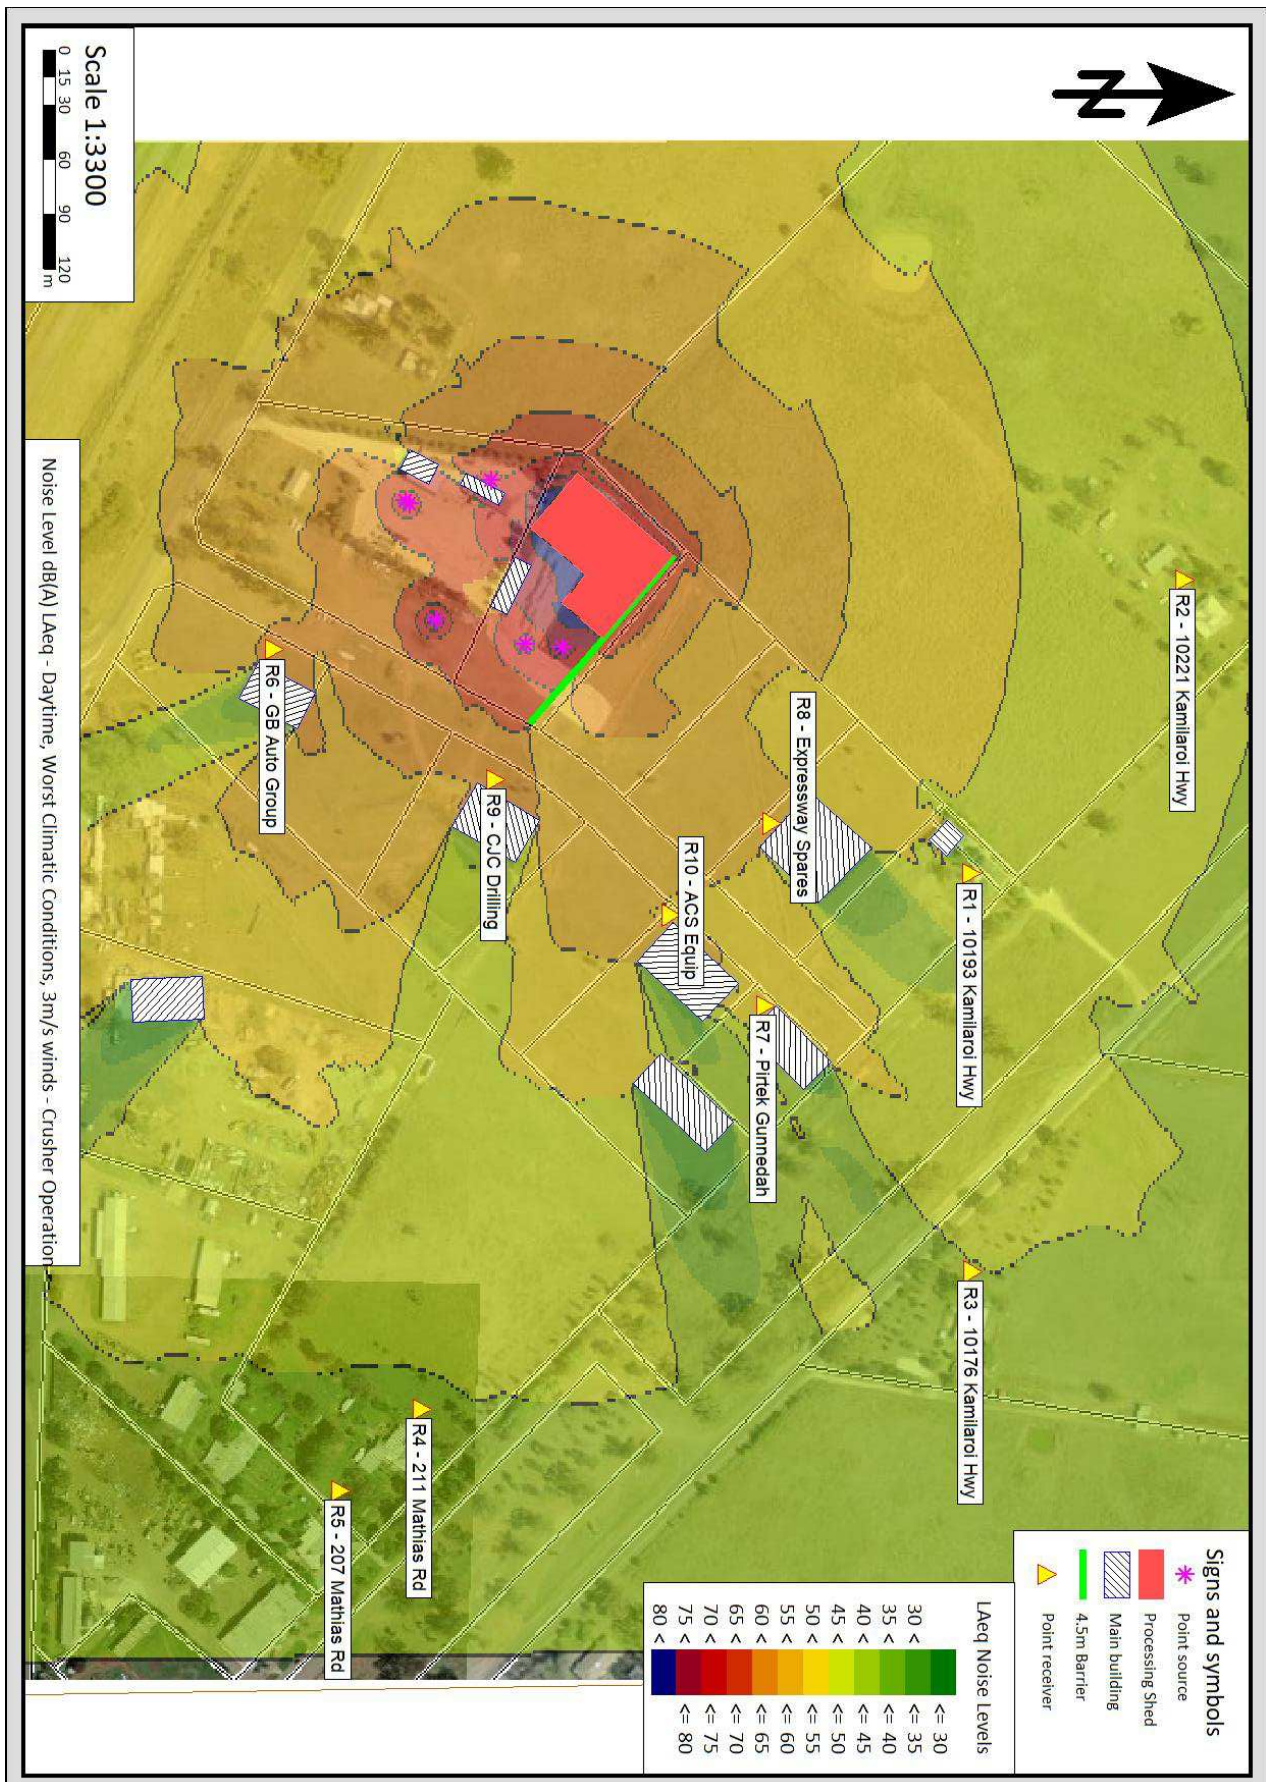 N
Signs and symbols
Point source
Processing Shed
Main building
4.5m Barrier
Point receiver
LAeq Noise Levels
<= 30
30 < <= 35
35 < <= 40
40 < <= 45
45 < <= 50
50 < <= 55
55 < <= 60
60 < <= 65
65 < <= 70
70 < <= 75
75 < <= 80
80 <
R2 - 10221 Kamilaroi Hwy
R1 - 10193 Kamilaroi Hwy
R3 - 10176 Kamilaroi Hwy
R8 - Expressway Spares
R7 - Pirtek Gunnedah
R10 - ACS Equip
R9 - CJC Drilling
R4 - 211 Mathias Rd
R5 - 207 Mathias Rd
R6 - GB Auto Group
Scale 1:3300
0 15 30 60 90 120
m
Noise Level dB(A) LAeq - Daytime, Worst Climatic Conditions, 3m/s winds - Crusher Operation